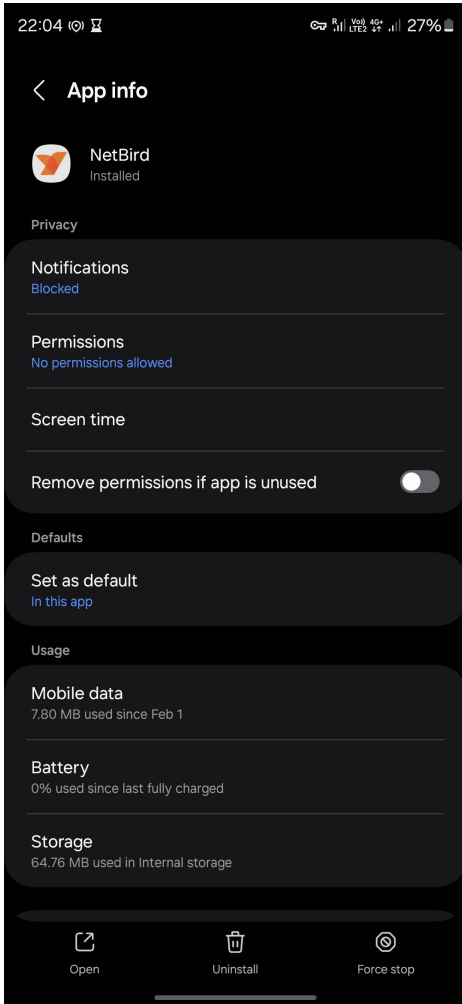 22:04
R Vo)) 4G+ LTE2 27%
App info
NetBird
Installed
Privacy
Notifications
Blocked
Permissions
No permissions allowed
Screen time
Remove permissions if app is unused
Defaults
Set as default
In this app
Usage
Mobile data
7.80 MB used since Feb 1
Battery
0% used since last fully charged
Storage
64.76 MB used in Internal storage
Open
Uninstall
Force stop